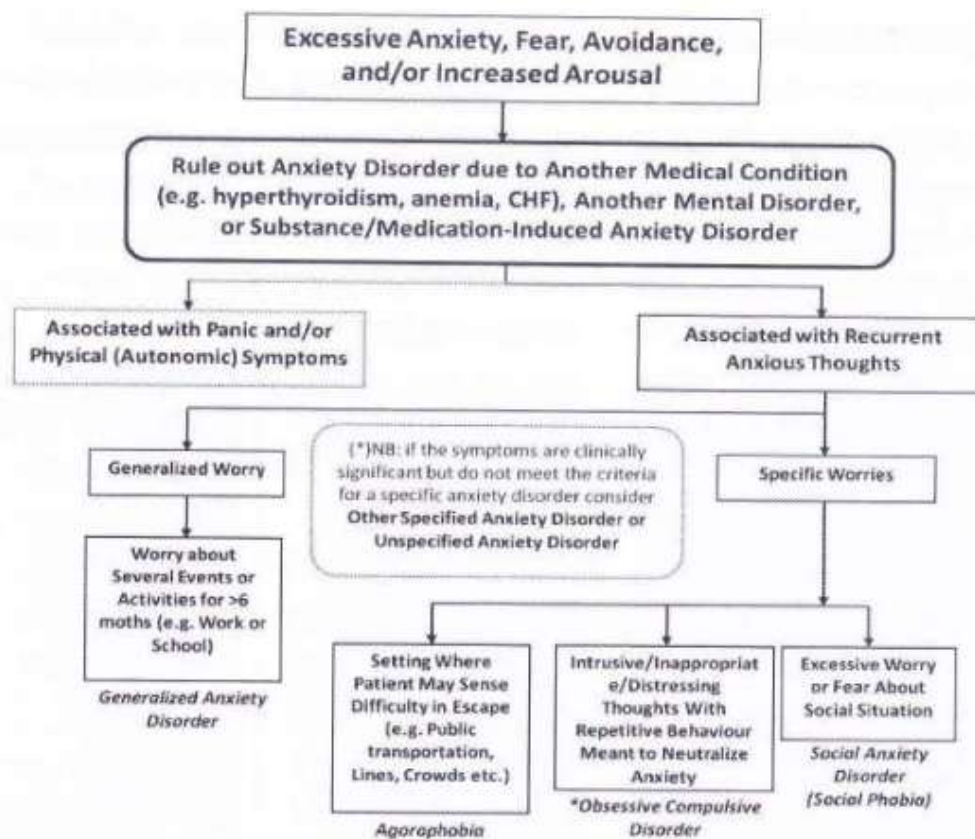 Excessive Anxiety, Fear, Avoidance,
and/or Increased Arousal
Rule out Anxiety Disorder due to Another Medical Condition
(e.g. hyperthyroidism, anemia, CHF), Another Mental Disorder,
or Substance/Medication-Induced Anxiety Disorder
Associated with Panic and/or
Physical (Autonomic) Symptoms
Associated with Recurrent
Anxious Thoughts
Generalized Worry
(*)NB: if the symptoms are clinically
significant but do not meet the criteria
for a specific anxiety disorder consider
Other Specified Anxiety Disorder or
Unspecified Anxiety Disorder
Specific Worries
Worry about
Several Events or
Activities for >6
moths (e.g. Work or
School)
Generalized Anxiety
Disorder
Setting Where
Patient May Sense
Difficulty in Escape
(e.g. Public
transportation,
Lines, Crowds etc.)
Agoraphobia
Intrusive/Inappropriat
e/Distressing
Thoughts With
Repetitive Behaviour
Meant to Neutralize
Anxiety
*Obsessive Compulsive
Disorder
Excessive Worry
or Fear About
Social Situation
Social Anxiety
Disorder
(Social Phobia)